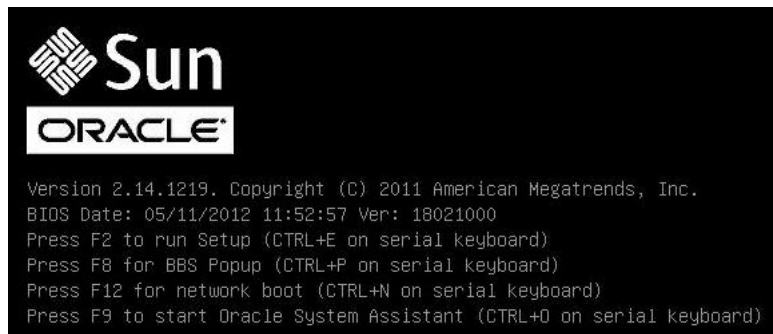 Sun
ORACLE
Version 2.14.1219. Copyright (C) 2011 American Megatrends, Inc.
BIOS Date: 05/11/2012 11:52:57 Ver: 18021000
Press F2 to run Setup (CTRL+E on serial keyboard)
Press F8 for BBS Popup (CTRL+P on serial keyboard)
Press F12 for network boot (CTRL+N on serial keyboard)
Press F9 to start Oracle System Assistant (CTRL+O on serial keyboard)